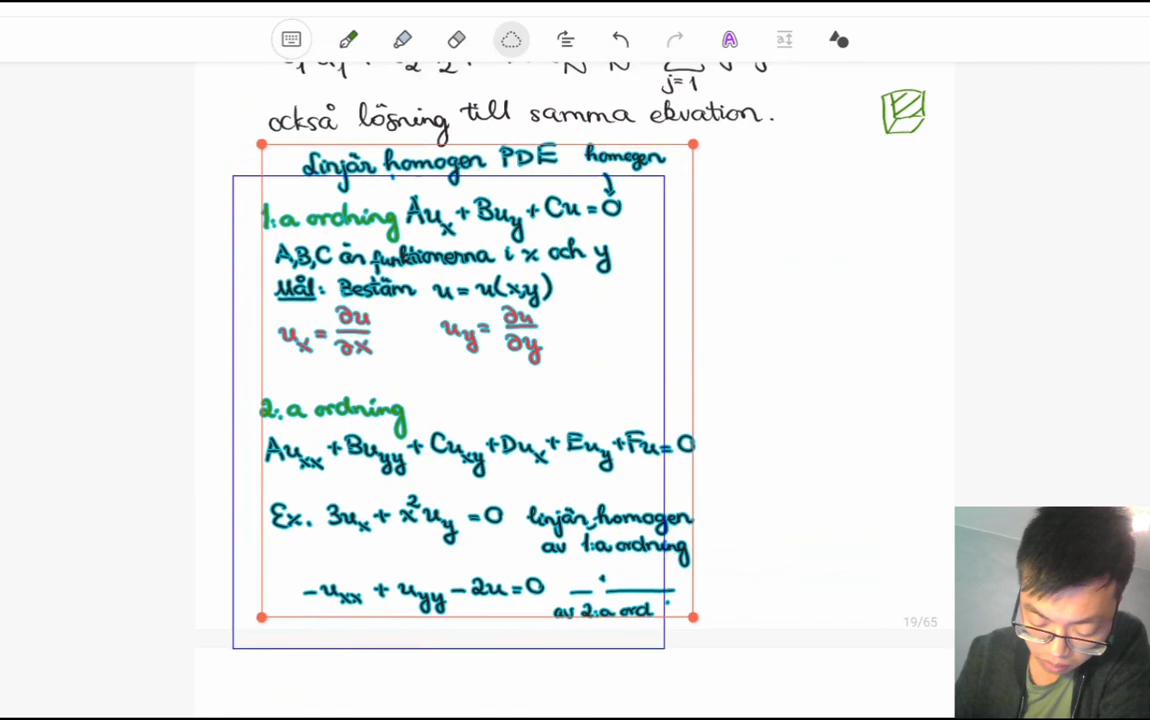 j=1
också lösning till samma ekvation.
Linjär homogen PDE homogen
1:a ordning Au_x + Bu_y + Cu = 0
A,B,C är funktionerna i x och y
Mål: Bestäm u = u(x,y)
u_x = ∂u/∂x u_y = ∂u/∂y
2:a ordning
Au_xx + Bu_yy + Cu_xy + Du_x + Eu_y + Fu = 0
Ex. 3u_x + x²u_y = 0 linjär, homogen
av 1:a ordning
-u_xx + u_yy - 2u = 0
av 2:a ord
19/65